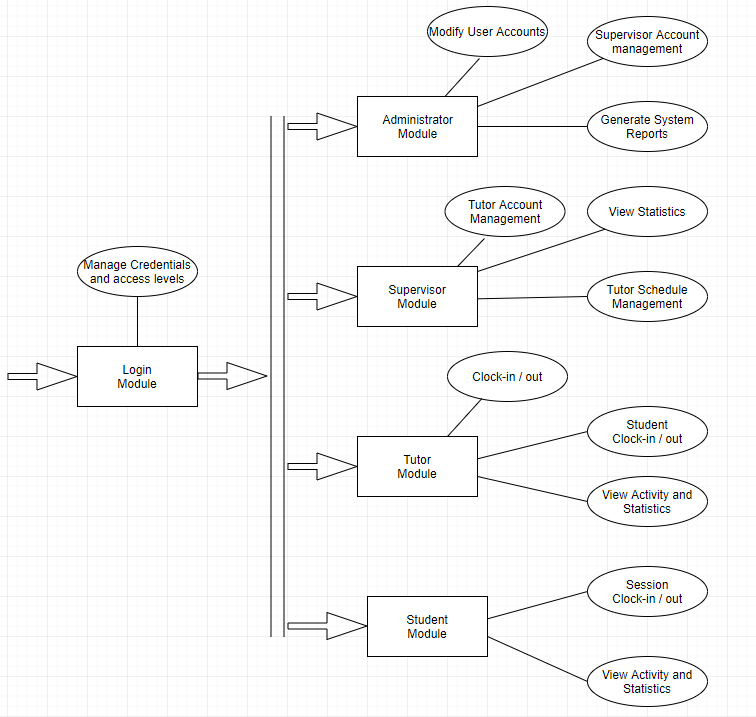 Modify User Accounts
Supervisor Account
management
Administrator
Module
Generate System
Reports
Tutor Account
Management
View Statistics
Supervisor
Module
Tutor Schedule
Management
Manage Credentials
and access levels
Login
Module
Clock-in / out
Student
Clock-in / out
Tutor
Module
View Activity and
Statistics
Session
Clock-in / out
Student
Module
View Activity and
Statistics